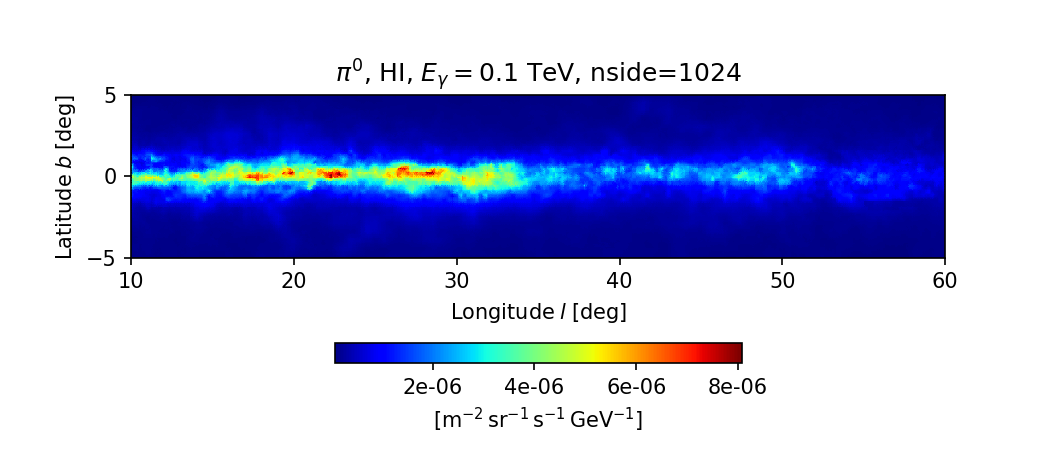 π⁰, HI, Eᵧ = 0.1 TeV, nside=1024
Latitude b [deg]
5
0
−5
10 20 30 40 50 60
Longitude l [deg]
2e-06 4e-06 6e-06 8e-06
[m⁻² sr⁻¹ s⁻¹ GeV⁻¹]